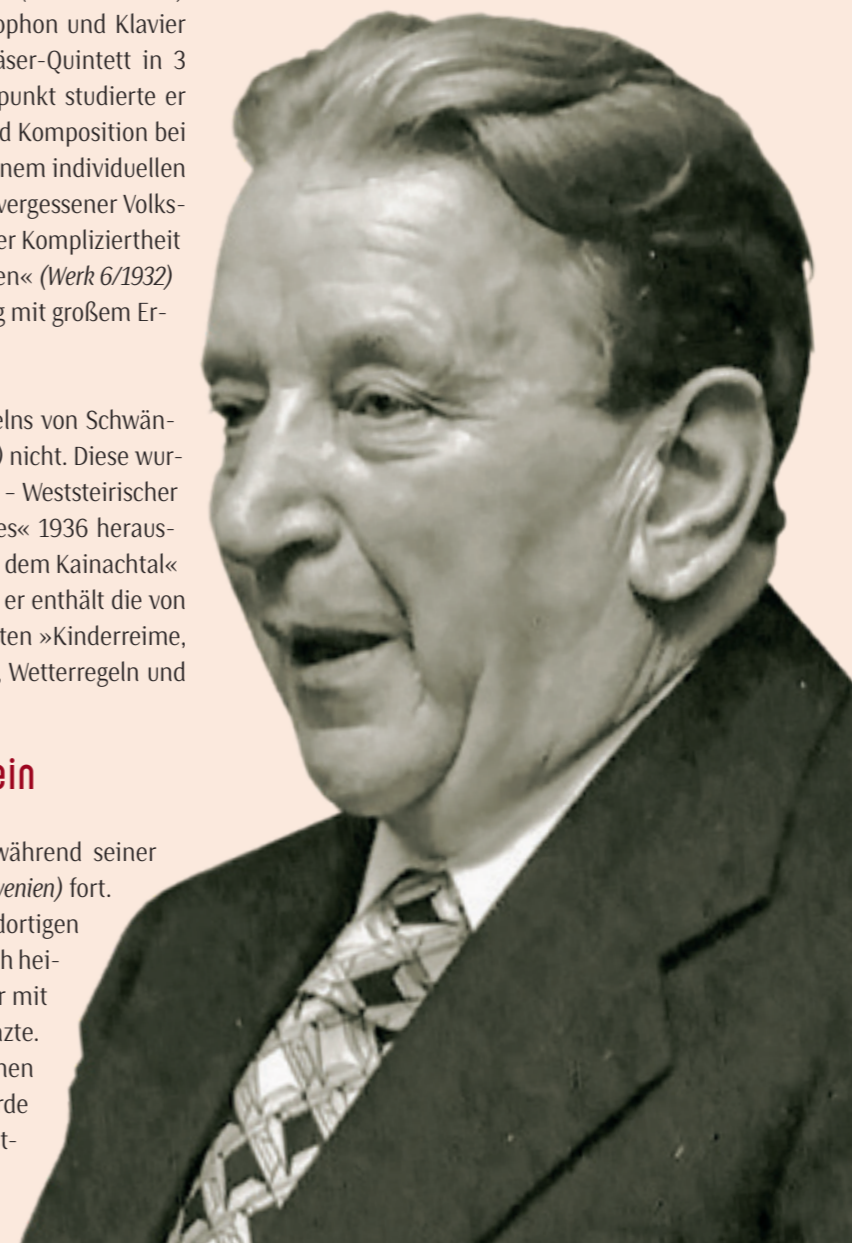 ophon und Klavier
äser-Quintett in 3
punkt studierte er
d Komposition bei
nem individuellen
vergessener Volks-
er Kompliziertheit
en« (Werk 6/1932)
g mit großem Er-
elns von Schwän-
) nicht. Diese wur-
– Weststeirischer
es« 1936 heraus-
dem Kainachtal«
er enthält die von
ten »Kinderreime,
, Wetterregeln und
ein
während seiner
venien) fort.
dortigen
h hei-
r mit
azte.
nen
rde
t-